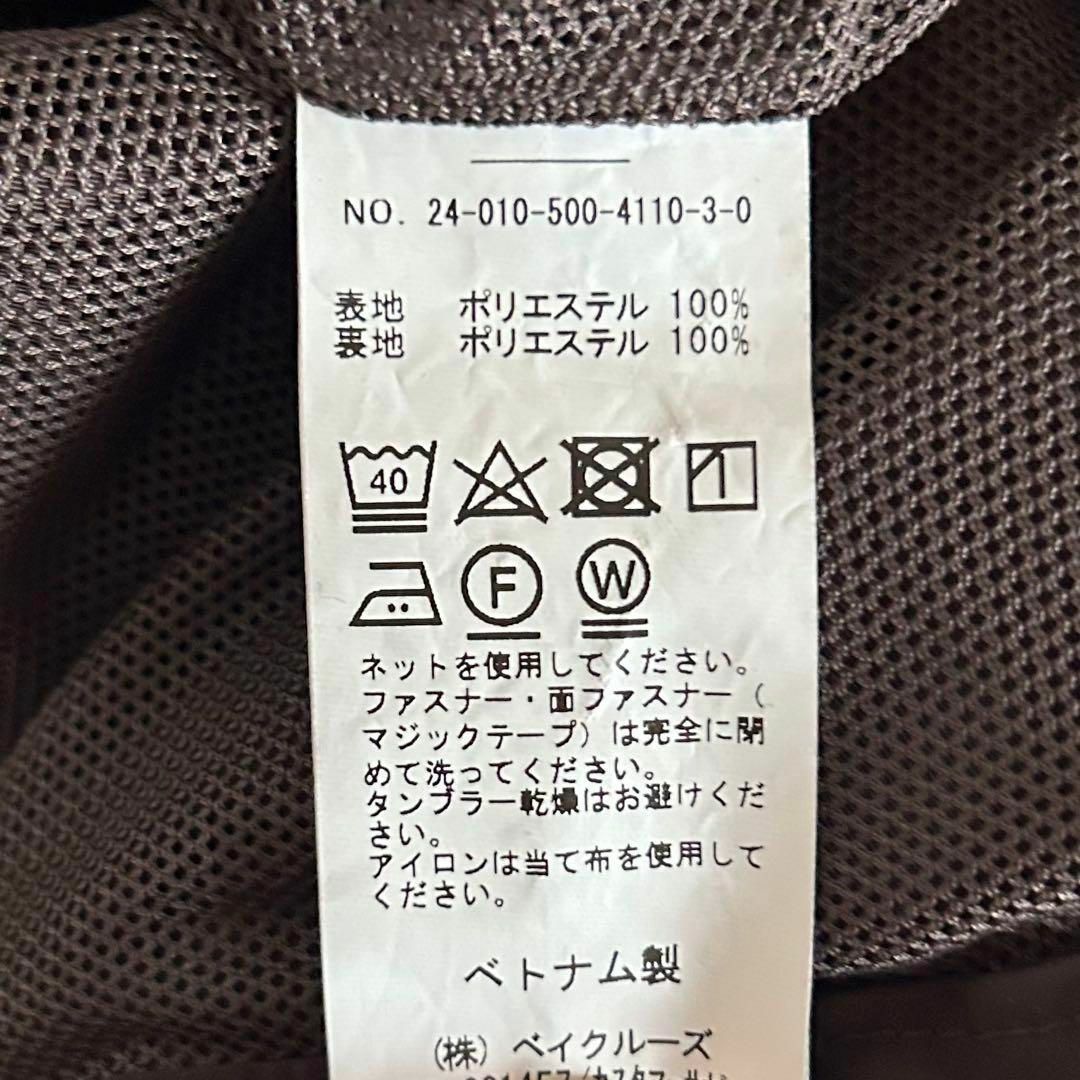 NO. 24-010-500-4110-3-0
表地 ポリエステル 100%
裏地 ポリエステル 100%
40
F W
ネットを使用してください。
ファスナー・面ファスナー（
マジックテープ）は完全に閉
めて洗ってください。
タンブラー乾燥はお避けくだ
さい。
アイロンは当て布を使用して
ください。
ベトナム製
(株) ベイクルーズ